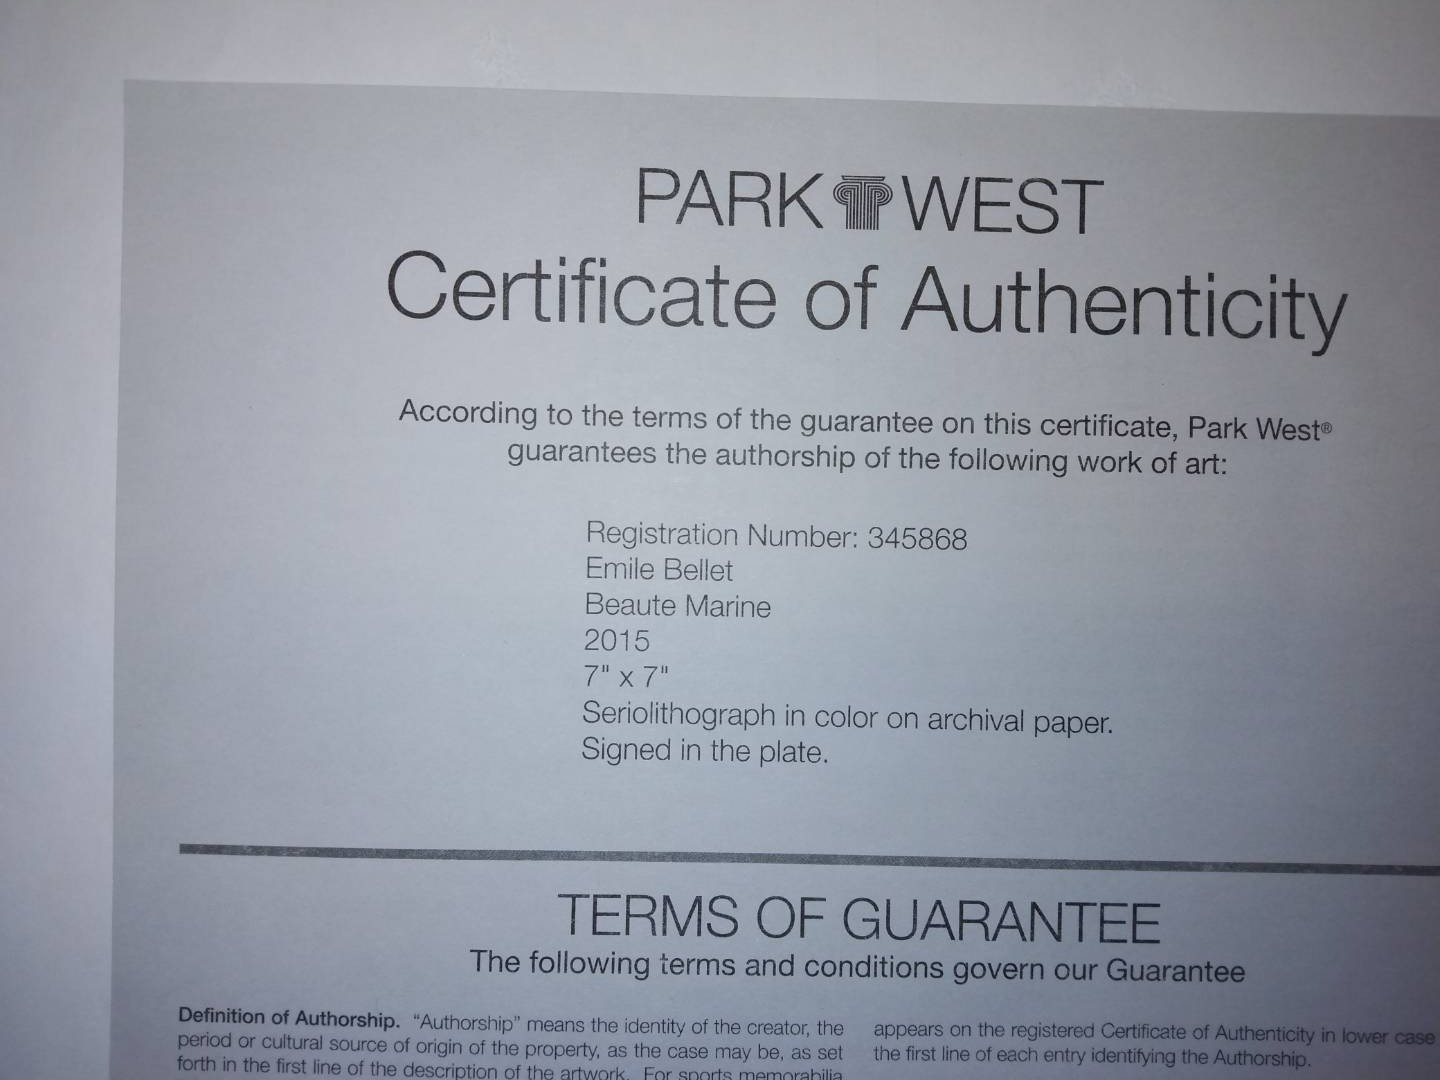 PARK WEST
Certificate of Authenticity
According to the terms of the guarantee on this certificate, Park West®
guarantees the authorship of the following work of art:
Registration Number: 345868
Emile Bellet
Beaute Marine
2015
7" x 7"
Seriolithograph in color on archival paper.
Signed in the plate.
TERMS OF GUARANTEE
The following terms and conditions govern our Guarantee
Definition of Authorship. “Authorship” means the identity of the creator, the
period or cultural source of origin of the property, as the case may be, as set
forth in the first line of the description of the artwork. For sports memorabilia
appears on the registered Certificate of Authenticity in lower case
the first line of each entry identifying the Authorship.